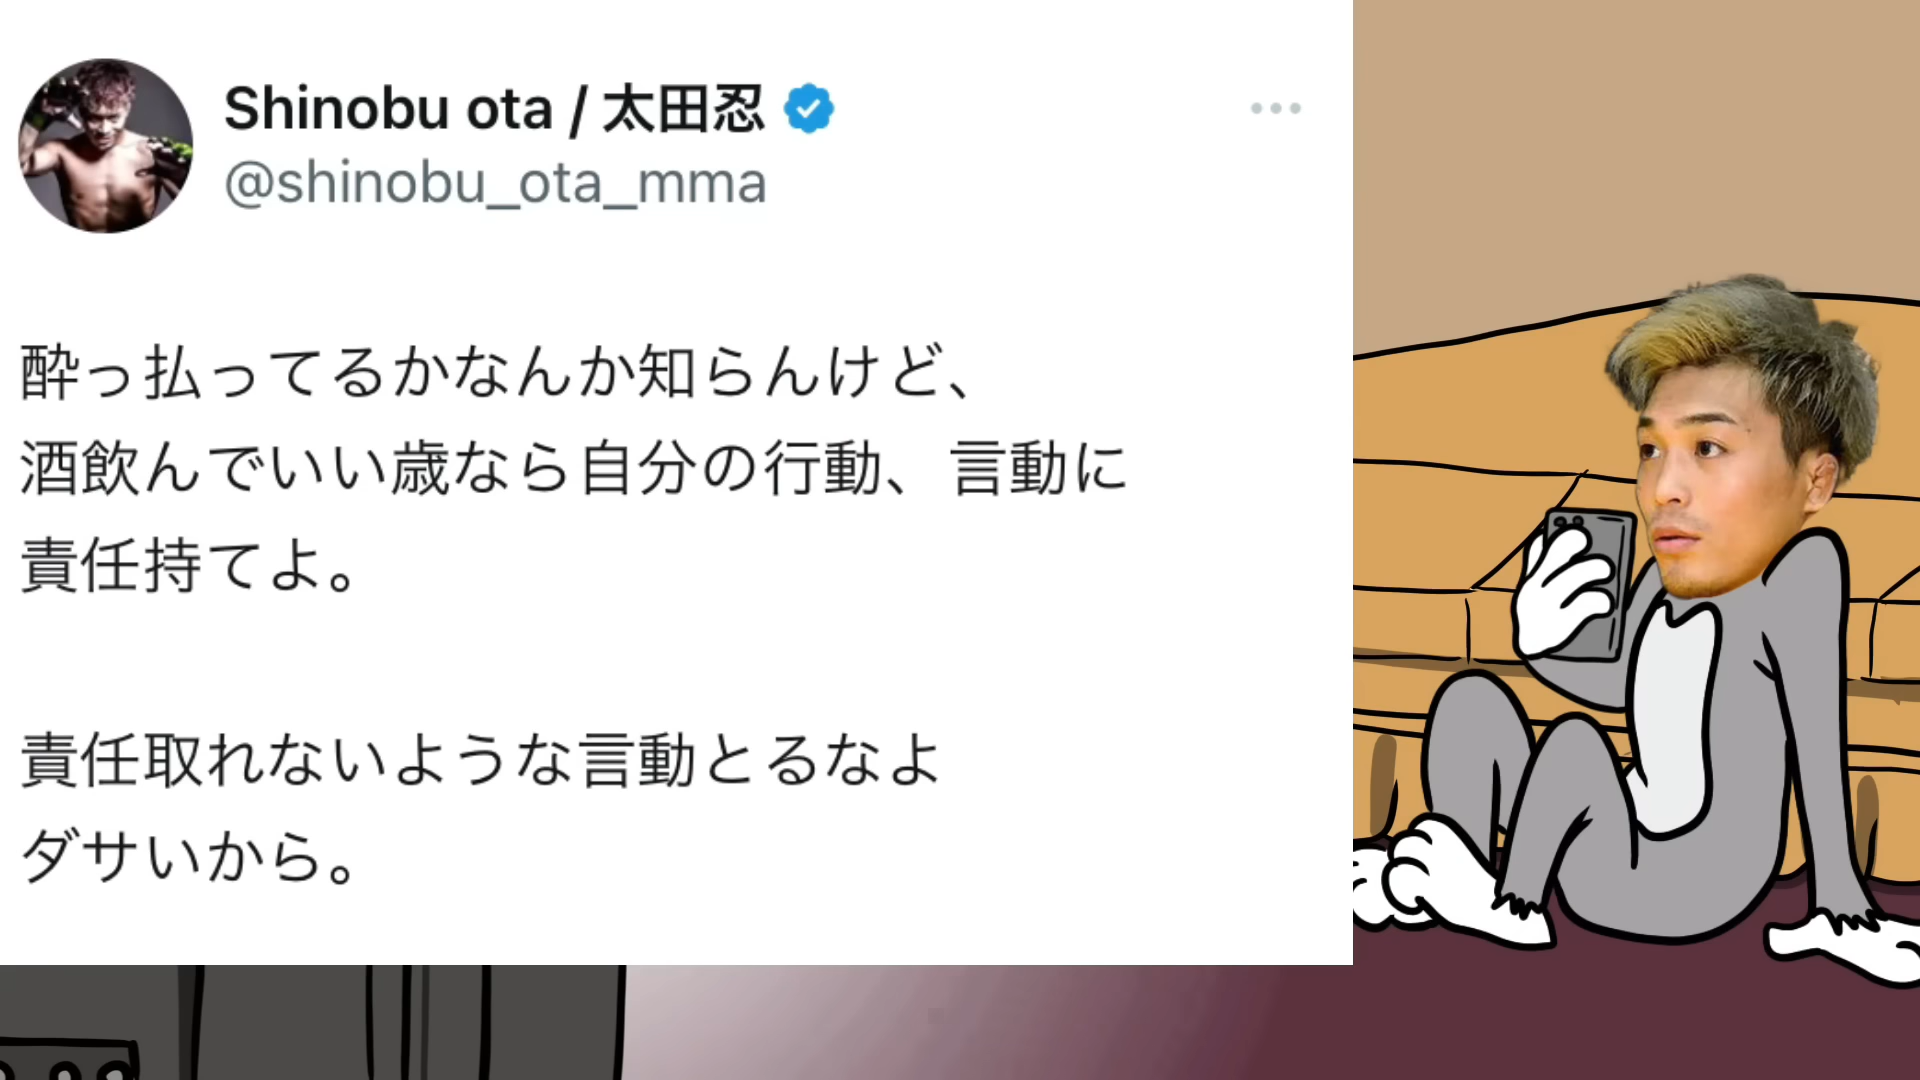 Shinobu ota / 太田忍
@shinobu_ota_mma
酔っ払ってるかなんか知らんけど、
酒飲んでいい歳なら自分の行動、言動に
責任持てよ。
責任取れないような言動とるなよ
ダサいから。